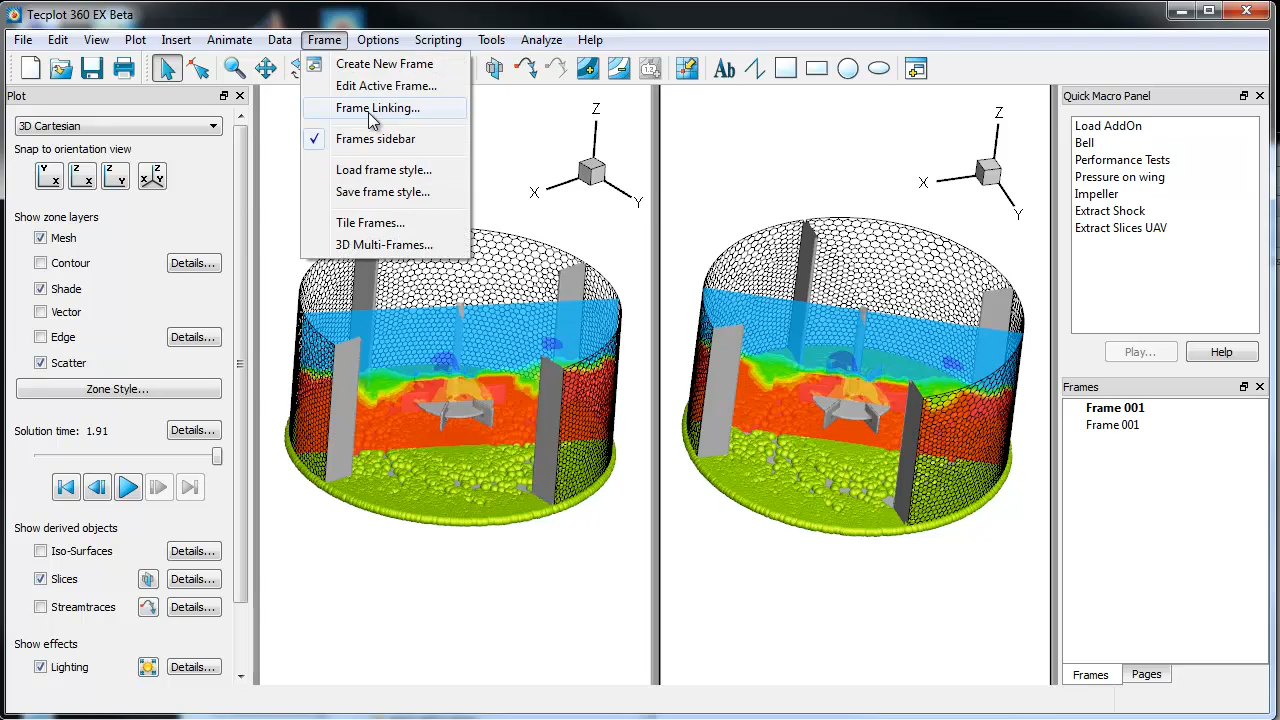 Tecplot 360 EX Beta
File Edit View Plot Insert Animate Data Frame Options Scripting Tools Analyze Help
Create New Frame
Edit Active Frame...
Frame Linking...
Frames sidebar
Load frame style...
Save frame style...
Tile Frames...
3D Multi-Frames...
Ab
Plot
3D Cartesian
Snap to orientation view
Y X
Z X
Z Y
Y Z X
Show zone layers
Mesh
Contour Details...
Shade
Vector
Edge Details...
Scatter
Zone Style...
Solution time: 1.91 Details...
Show derived objects
Iso-Surfaces Details...
Slices Details...
Streamtraces Details...
Show effects
Lighting Details...
Z
X
Y
Z
X
Y
Quick Macro Panel
Load AddOn
Bell
Performance Tests
Pressure on wing
Impeller
Extract Shock
Extract Slices UAV
Play... Help
Frames
Frame 001
Frame 001
Frames Pages